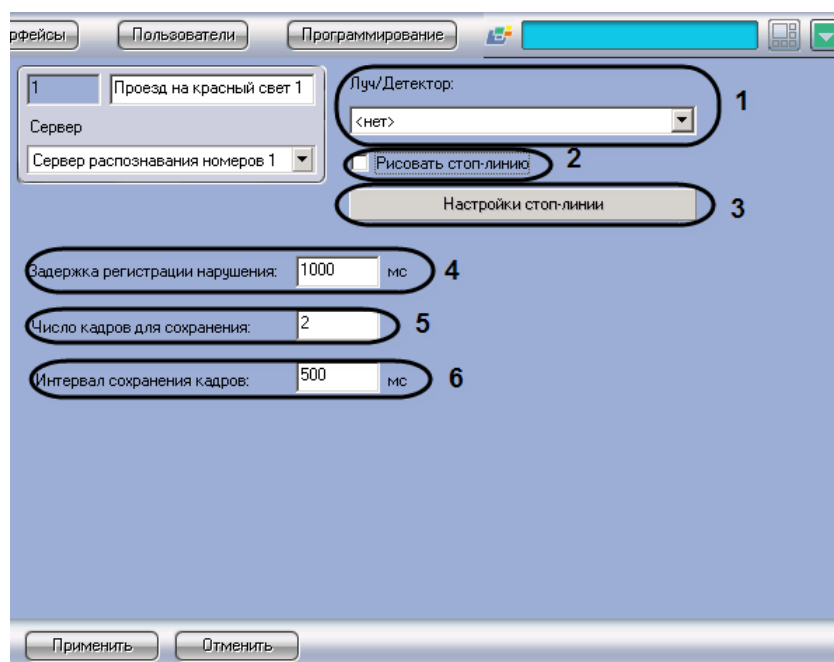 рфейсы Пользователи Программирование
1 Проезд на красный свет 1
Сервер
Сервер распознавания номеров 1
Луч/Детектор:
<нет>
1
Рисовать стоп-линию 2
Настройки стоп-линии 3
Задержка регистрации нарушения: 1000 мс 4
Число кадров для сохранения: 2 5
Интервал сохранения кадров: 500 мс 6
Применить Отменить